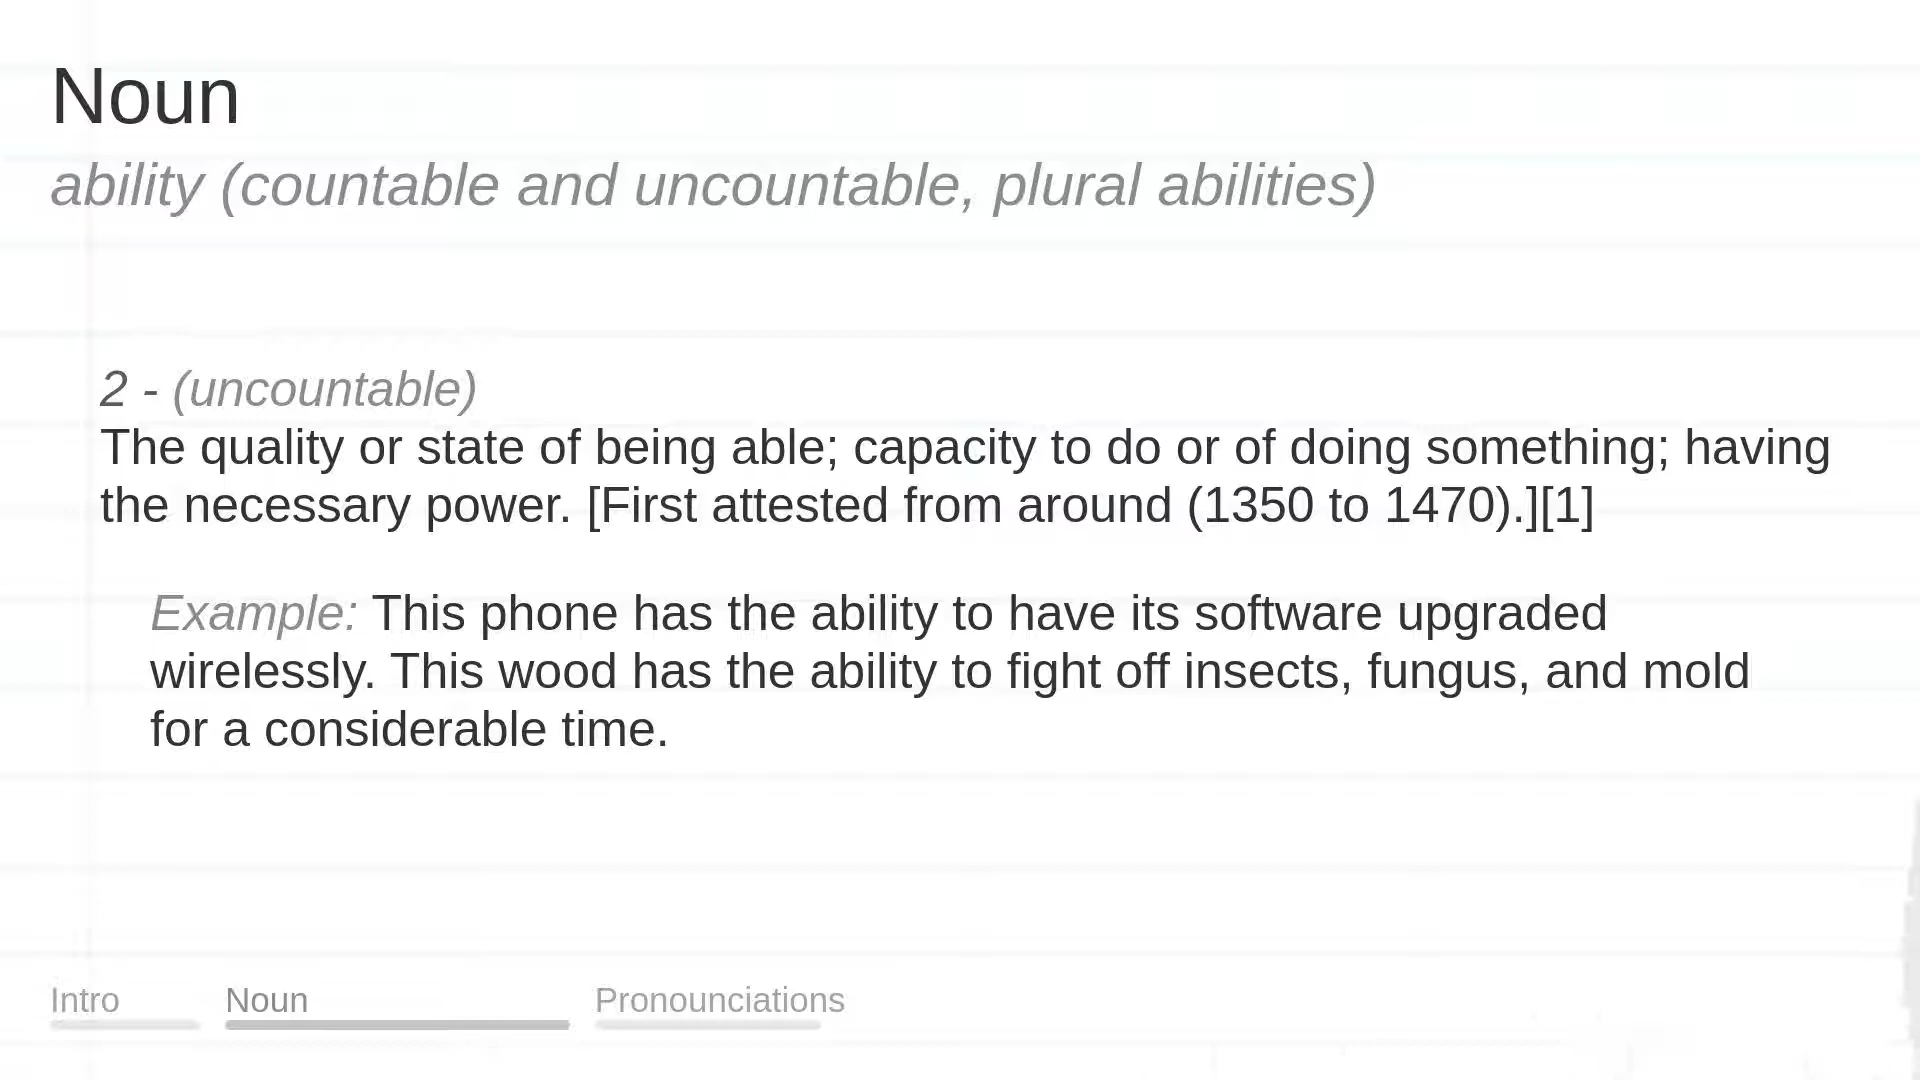 Noun
ability (countable and uncountable, plural abilities)
2 - (uncountable)
The quality or state of being able; capacity to do or of doing something; having
the necessary power. [First attested from around (1350 to 1470).][1]
Example: This phone has the ability to have its software upgraded
wirelessly. This wood has the ability to fight off insects, fungus, and mold
for a considerable time.
Intro Noun Pronounciations